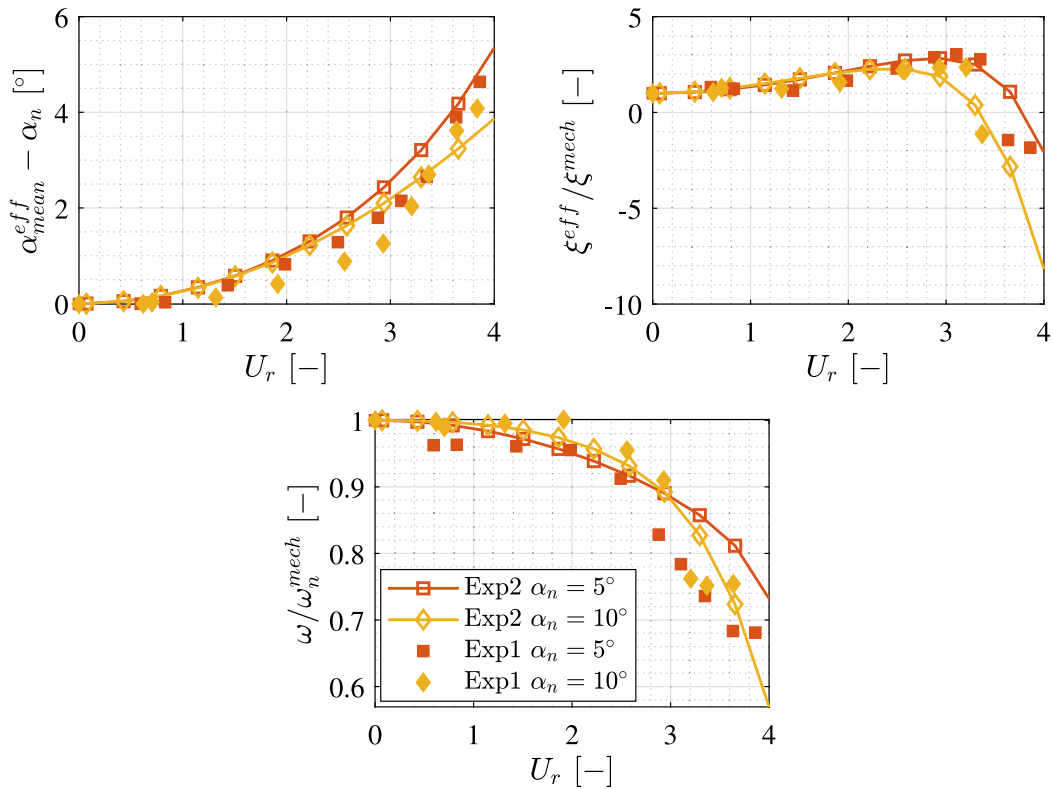 6
4
2
0
0 1 2 3 4
α_{mean}^{eff} − α_n [°]
U_r [−]
5
0
-5
-10
0 1 2 3 4
ξ^{eff}/ξ^{mech} [−]
U_r [−]
1
0.9
0.8
0.7
0.6
0 1 2 3 4
ω/ω_n^{mech} [−]
U_r [−]
Exp2 α_n = 5°
Exp2 α_n = 10°
Exp1 α_n = 5°
Exp1 α_n = 10°